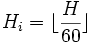 H_i = ⌊H/60⌋